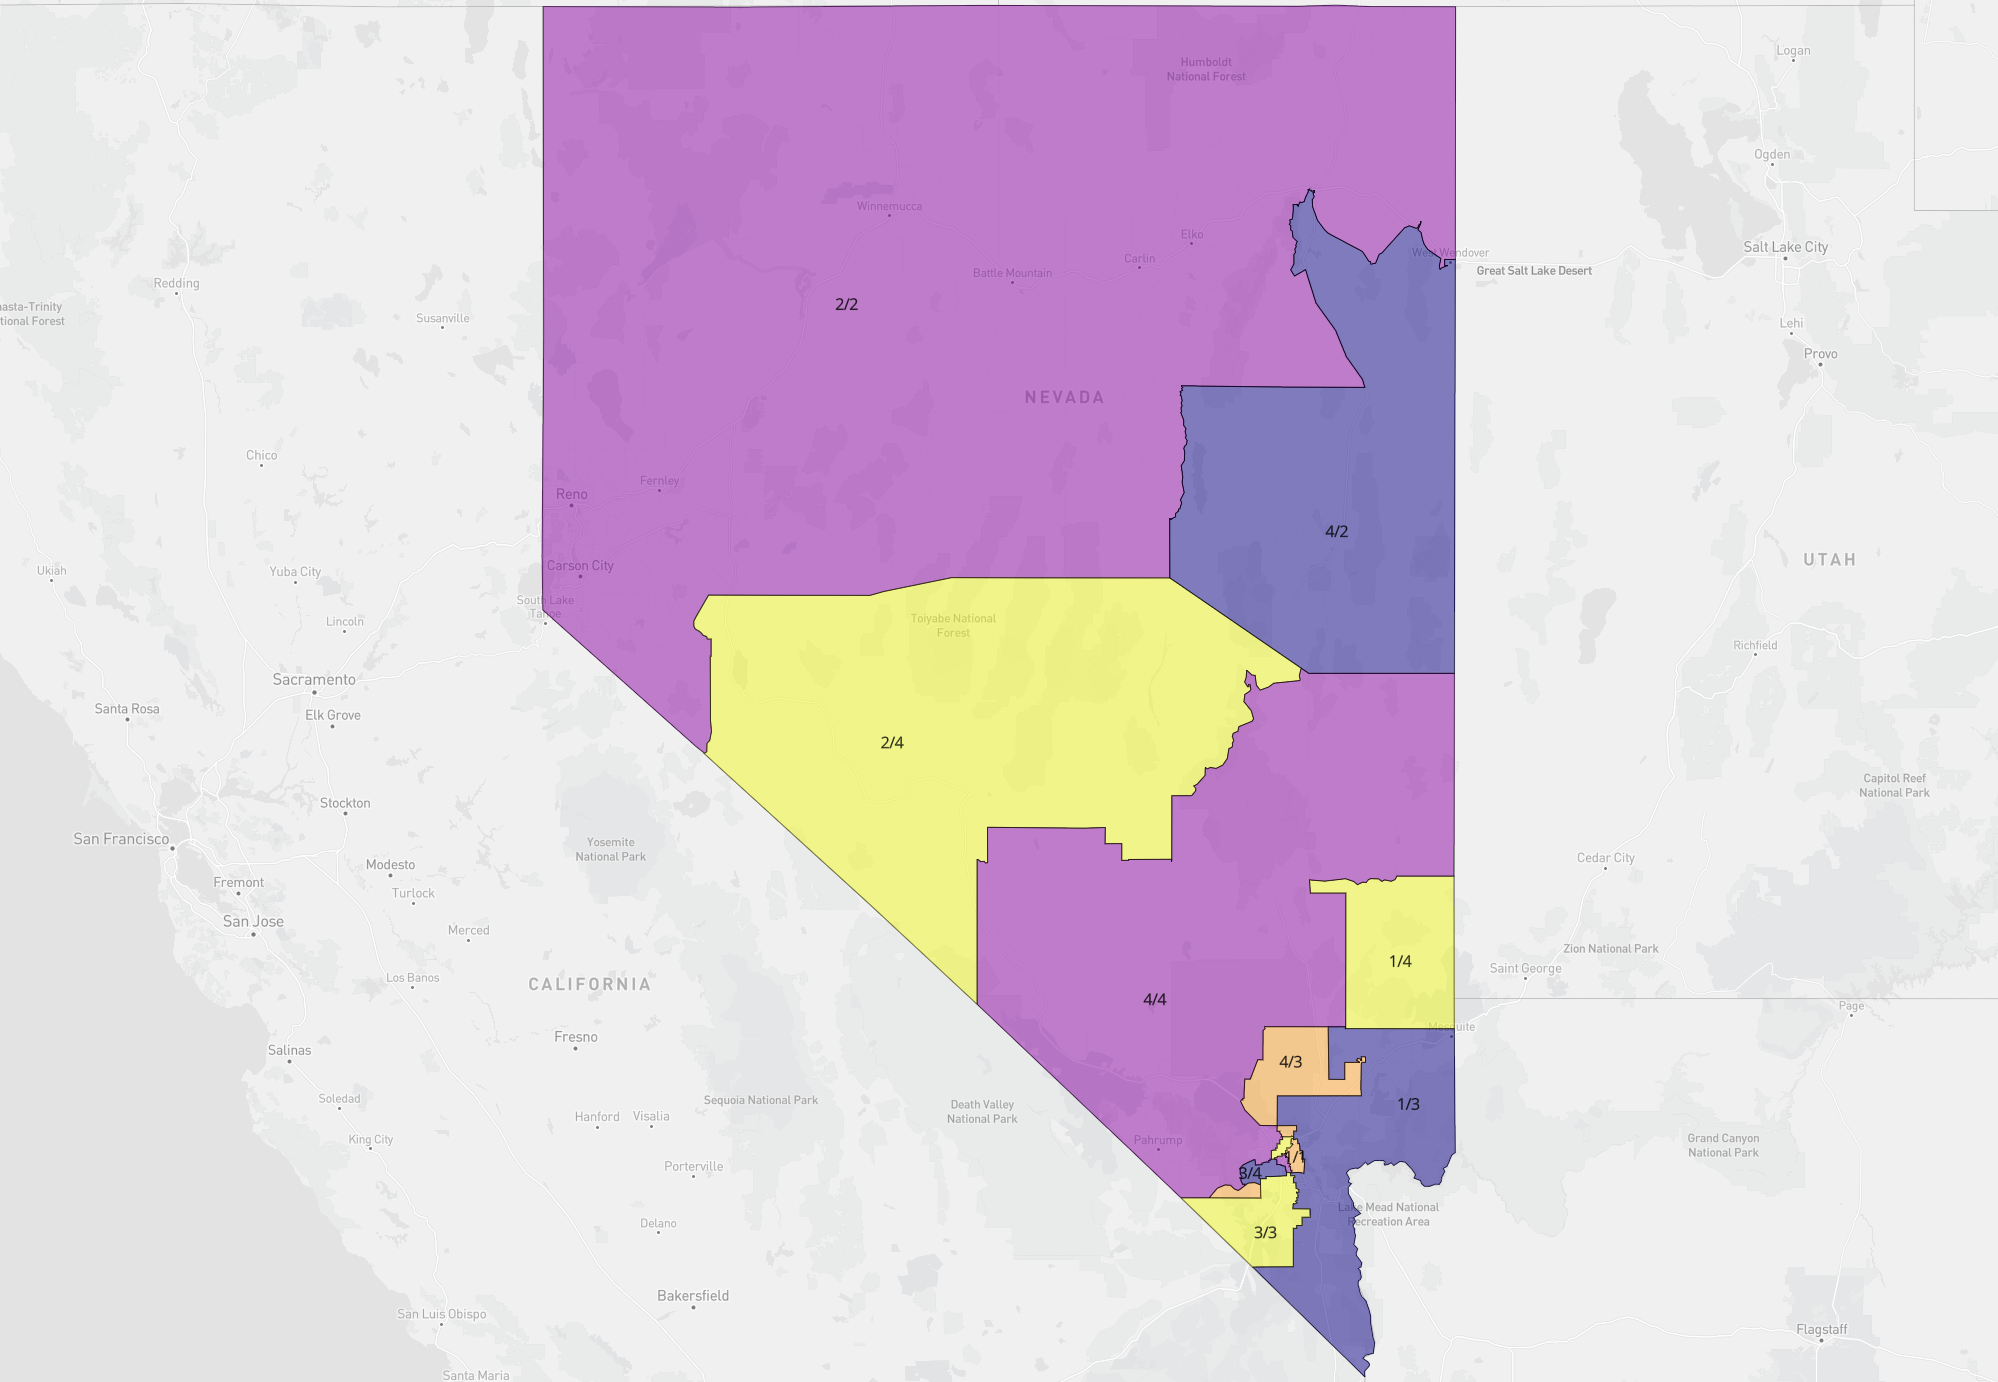 Humboldt
National Forest
Logan
Ogden
Winnemucca
Elko
Carlin
Battle Mountain
West Wendover
Great Salt Lake Desert
Salt Lake City
Redding
asta-Trinity
tional Forest
Susanville
2/2
Lehi
Provo
NEVADA
Chico
Fernley
Reno
4/2
UTAH
Carson City
Ukiah
Yuba City
South Lake
Tahoe
Lincoln
Toiyabe National
Forest
Richfield
Sacramento
Santa Rosa
Elk Grove
2/4
Capitol Reef
National Park
Stockton
San Francisco
Yosemite
National Park
Modesto
Cedar City
Fremont
Turlock
San Jose
Merced
Zion National Park
1/4
Saint George
Los Banos
CALIFORNIA
4/4
Page
Mosquite
Fresno
Salinas
4/3
Soledad
Sequoia National Park
Death Valley
National Park
1/3
Hanford
Visalia
King City
Pahrump
Grand Canyon
National Park
1/1
3/4
Porterville
Lake Mead National
Recreation Area
Delano
3/3
Bakersfield
San Luis Obispo
Flagstaff
Santa Maria